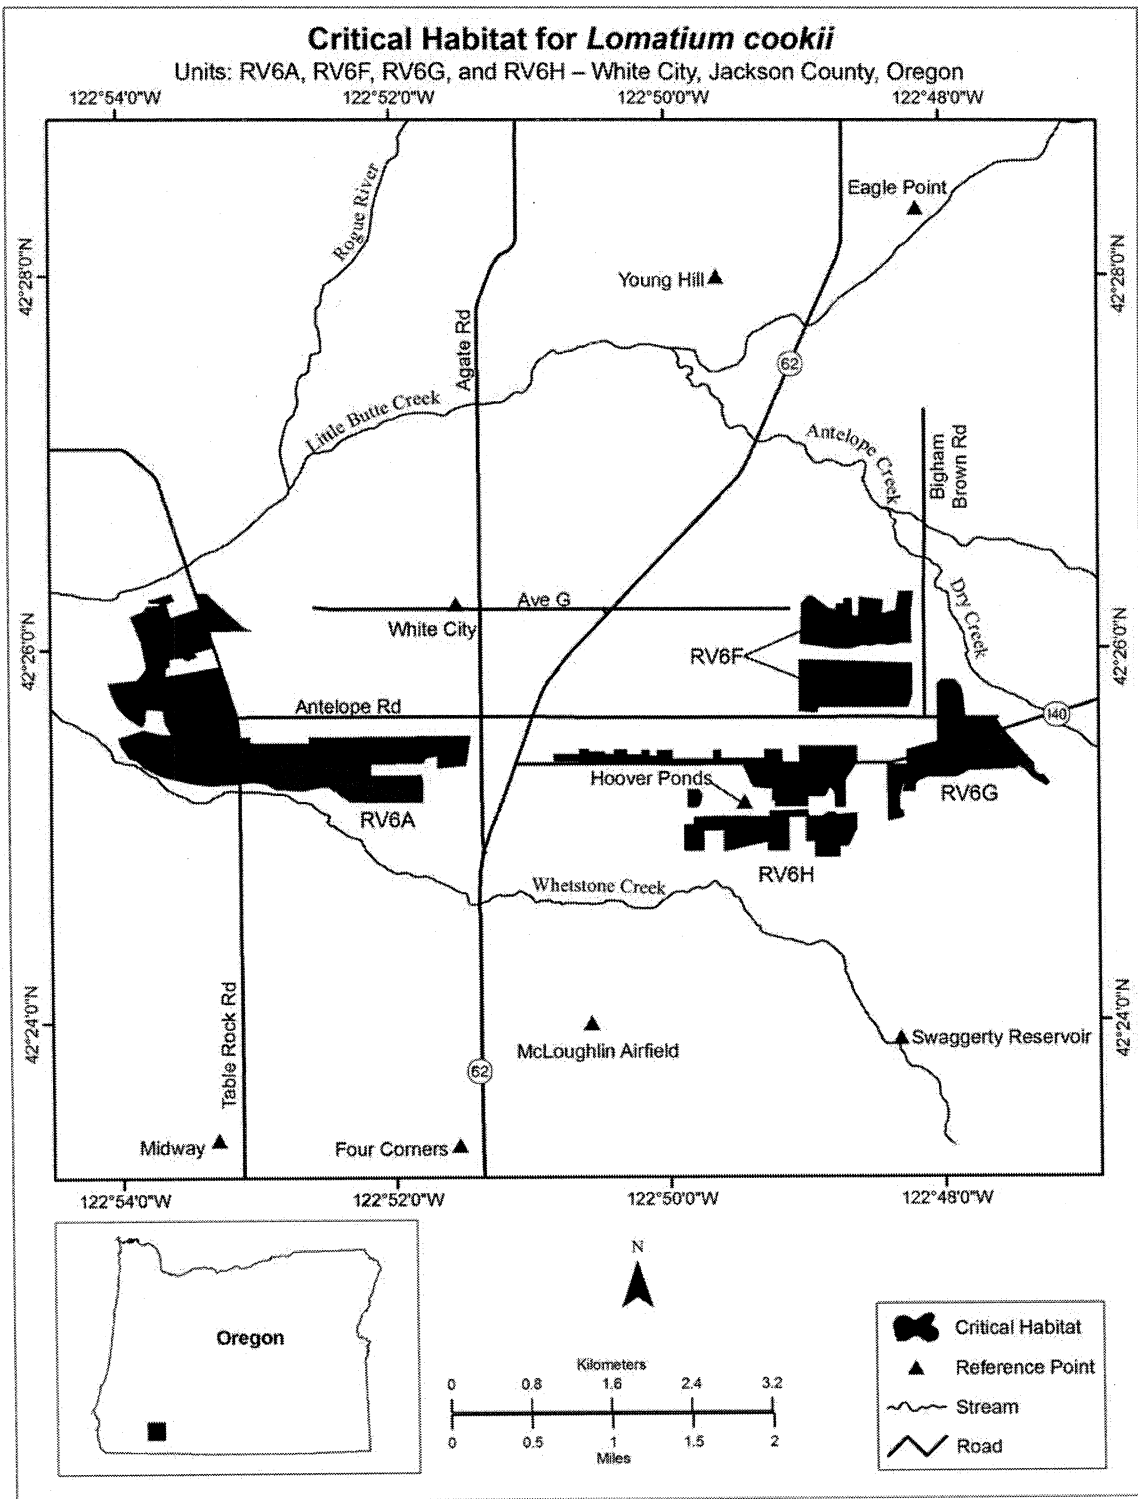 Critical Habitat for Lomatium cookii
Units: RV6A, RV6F, RV6G, and RV6H – White City, Jackson County, Oregon
122°54'0"W 122°52'0"W 122°50'0"W 122°48'0"W
Eagle Point
Rogue River
42°28'0"N
42°28'0"N
Young Hill
Agate Rd
62
Little Butte Creek
Antelope Creek
Bigham
Brown Rd
Ave G
White City
Dry Creek
42°26'0"N
42°26'0"N
RV6F
Antelope Rd
140
Hoover Ponds
RV6G
RV6A
RV6H
Whetstone Creek
42°24'0"N
42°24'0"N
Table Rock Rd
Swaggerty Reservoir
McLoughlin Airfield
62
Midway
Four Corners
122°54'0"W 122°52'0"W 122°50'0"W 122°48'0"W
N
Oregon
Kilometers
0 0.8 1.6 2.4 3.2
0 0.5 1 1.5 2
Miles
Critical Habitat
Reference Point
Stream
Road